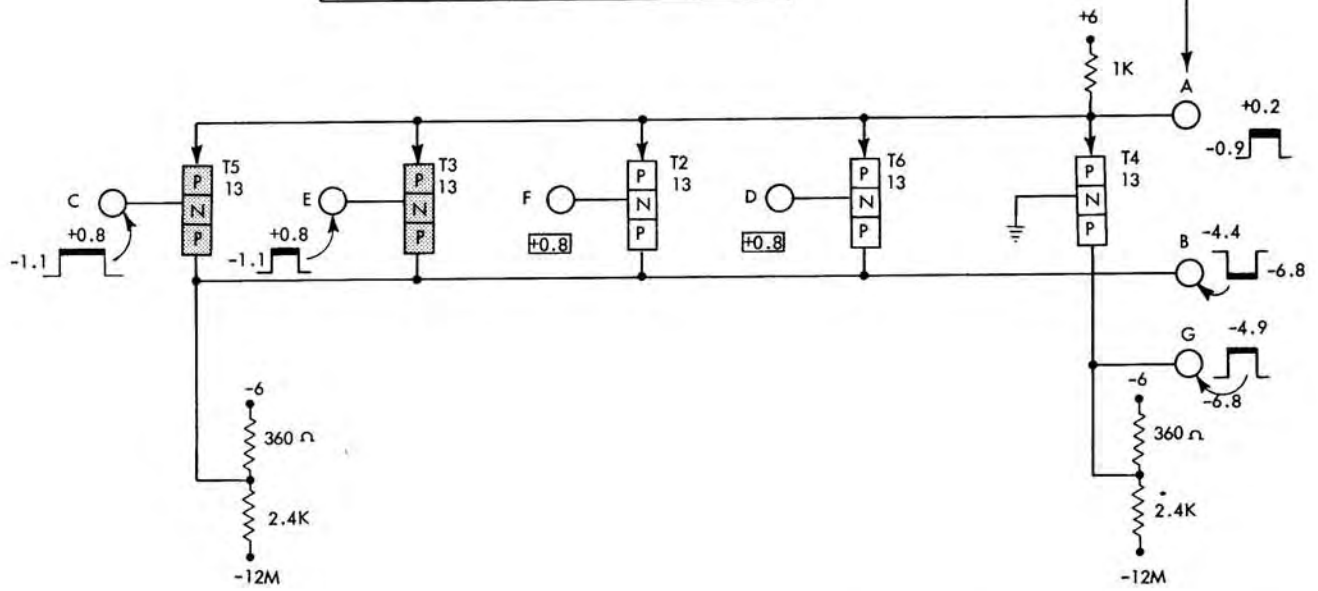 +6
1K
A
+0.2
-0.9
T5
13
P
N
P
C
+0.8
-1.1
T3
13
P
N
P
E
+0.8
-1.1
T2
13
P
N
P
F
+0.8
T6
13
P
N
P
D
+0.8
T4
13
P
N
P
B
-4.4
-6.8
G
-4.9
-6.8
-6
360 Ω
2.4K
-12M
-6
360 Ω
2.4K
-12M